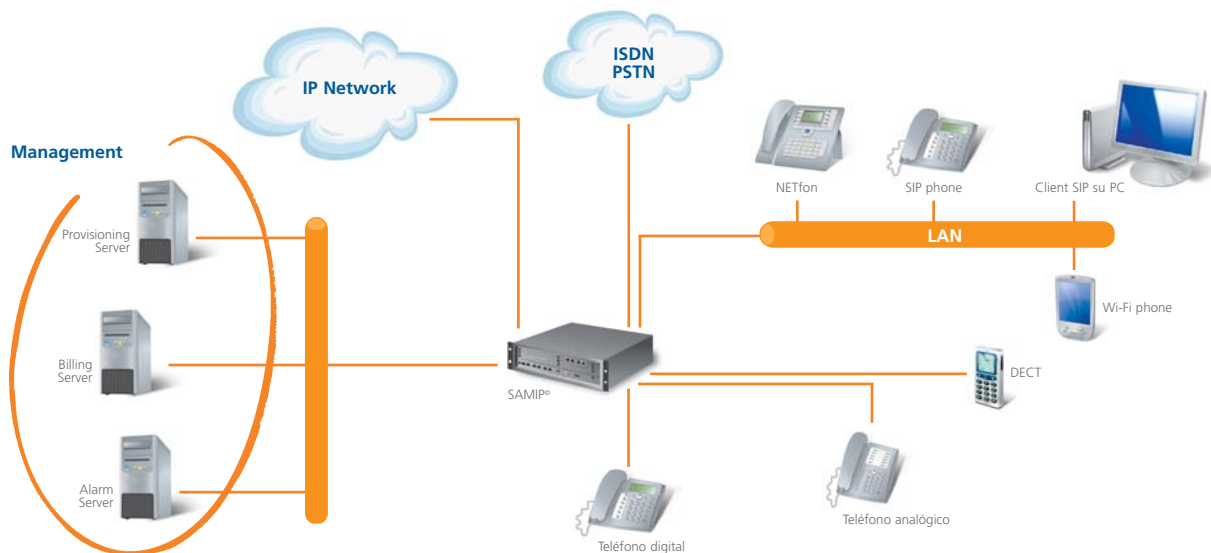 ISDN
PSTN
IP Network
Management
NETfon
SIP phone
Client SIP su PC
Provisioning
Server
LAN
Wi-Fi phone
Billing
Server
SAMIP®
DECT
Alarm
Server
Teléfono digital
Teléfono analógico